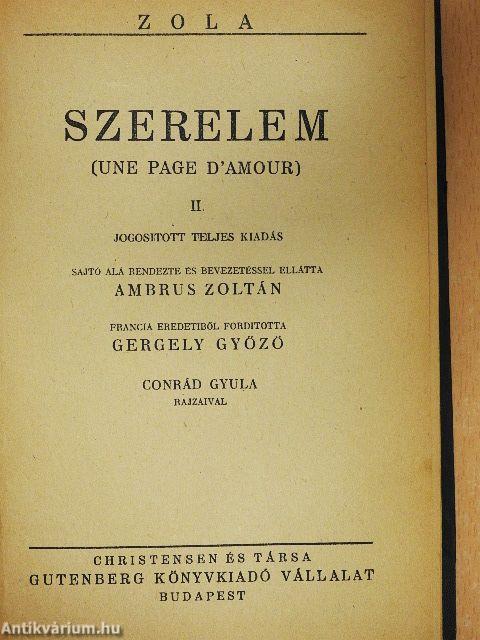 ZOLA
SZERELEM
(UNE PAGE D'AMOUR)
II.
JOGOSITOTT TELJES KIADÁS
SAJTÓ ALÁ RENDEZTE ÉS BEVEZETÉSSEL ELLÁTTA
AMBRUS ZOLTÁN
FRANCIA EREDETIBŐL FORDITOTTA
GERGELY GYŐZŐ
CONRÁD GYULA
RAJZAIVAL
CHRISTENSEN ÉS TÁRSA
GUTENBERG KÖNYVKIADÓ VÁLLALAT
BUDAPEST
Antikvárium.hu